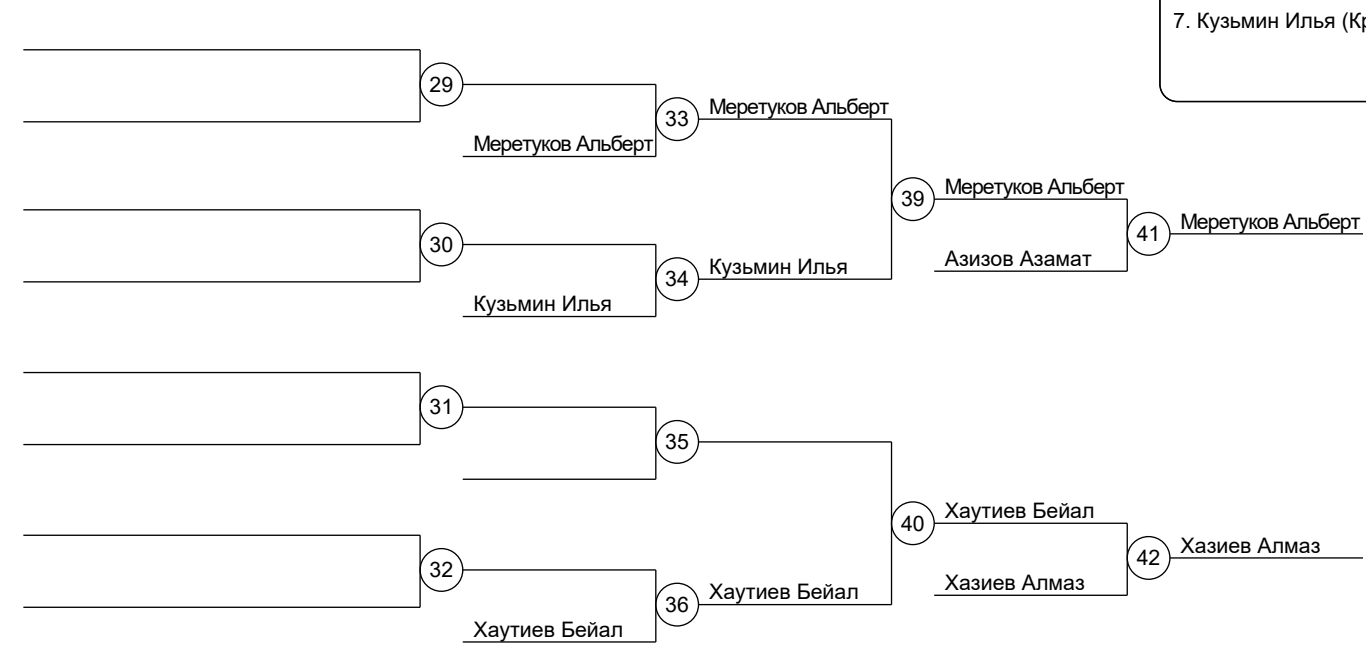 7. Кузьмин Илья (Кр
29
33
Меретуков Альберт
Меретуков Альберт
39
Меретуков Альберт
41
Меретуков Альберт
30
34
Кузьмин Илья
Азизов Азамат
Кузьмин Илья
31
35
40
Хаутиев Бейал
42
Хазиев Алмаз
32
36
Хаутиев Бейал
Хазиев Алмаз
Хаутиев Бейал